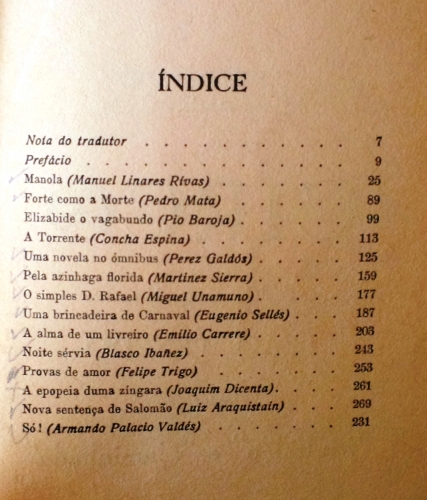 ÍNDICE
Nota do tradutor . . . . . . . . . . . 7
Prefácio . . . . . . . . . . . . . 9
Manola (Manuel Linares Rivas) . . . . . . . 25
Forte como a Morte (Pedro Mata) . . . . . . 89
Elizabide o vagabundo (Pio Baroja) . . . . . . 99
A Torrente (Concha Espina) . . . . . . . . 113
Uma novela no ómnibus (Perez Galdós) . . . . . 125
Pela azinhaga florida (Martinez Sierra) . . . . . 159
O simples D. Rafael (Miguel Unamuno) . . . . . 177
Uma brincadeira de Carnaval (Eugenio Sellés) . . . . 187
A alma de um livreiro (Emilio Carrere) . . . . . 203
Noite sérvia (Blasco Ibañez) . . . . . . . . 243
Provas de amor (Felipe Trigo) . . . . . . . 253
A epopeia duma zíngara (Joaquim Dicenta) . . . . . 261
Nova sentença de Salomão (Luiz Araquistain) . . . . 269
Só! (Armando Palacio Valdés) . . . . . . . 231